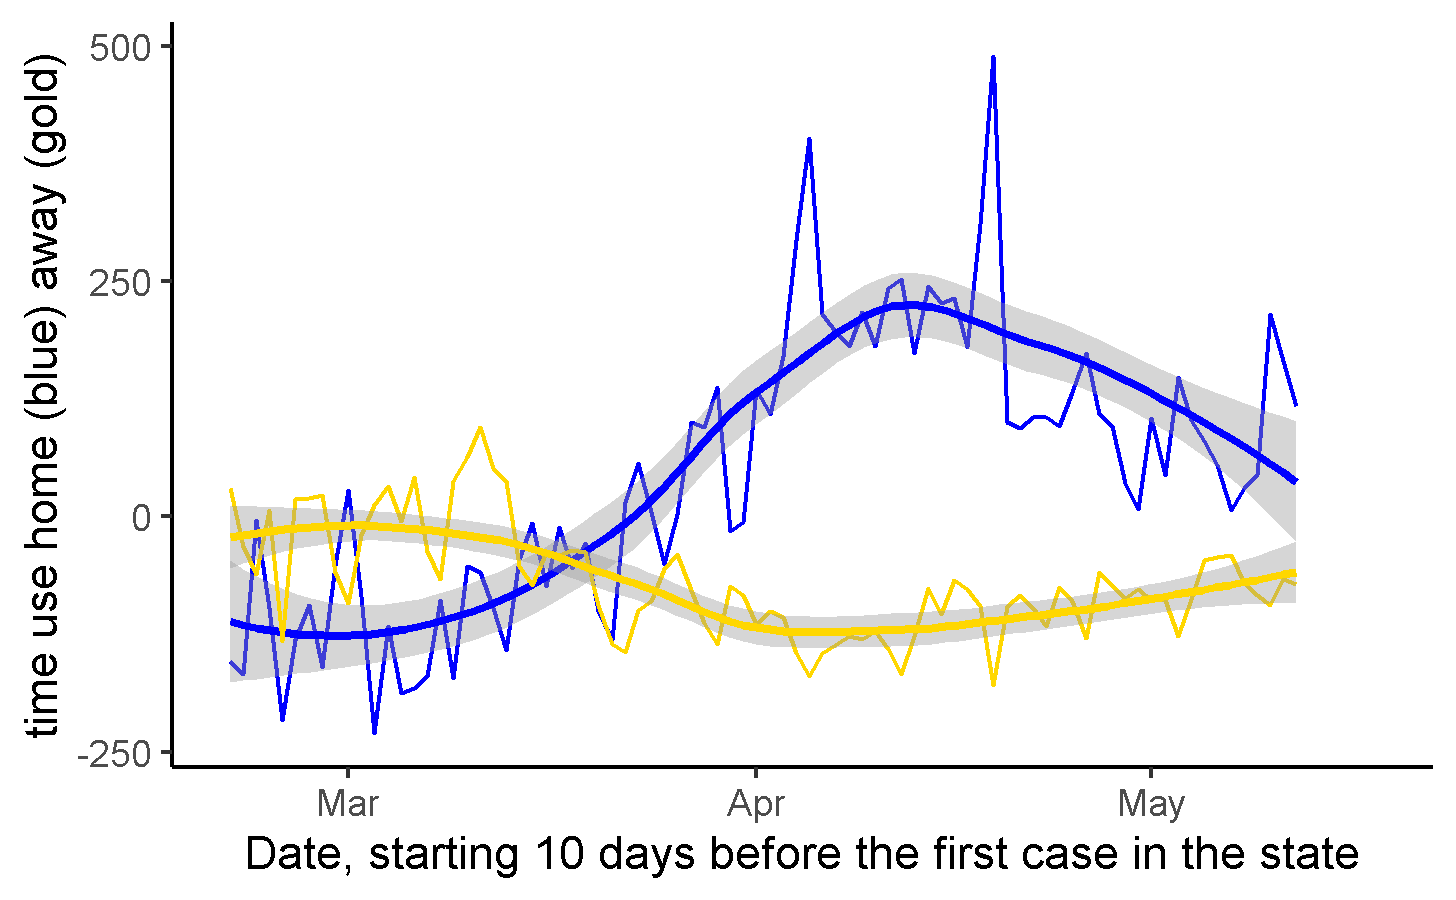 time use home (blue) away (gold)
500
250
0
-250
Mar
Apr
May
Date, starting 10 days before the first case in the state